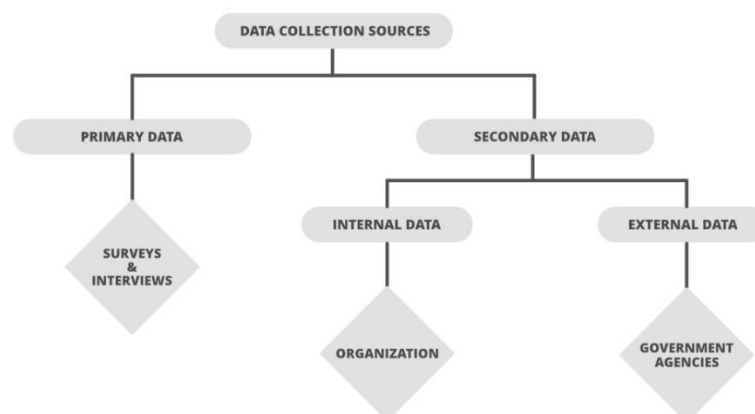 DATA COLLECTION SOURCES
PRIMARY DATA
SECONDARY DATA
INTERNAL DATA
EXTERNAL DATA
SURVEYS
&
INTERVIEWS
ORGANIZATION
GOVERNMENT
AGENCIES